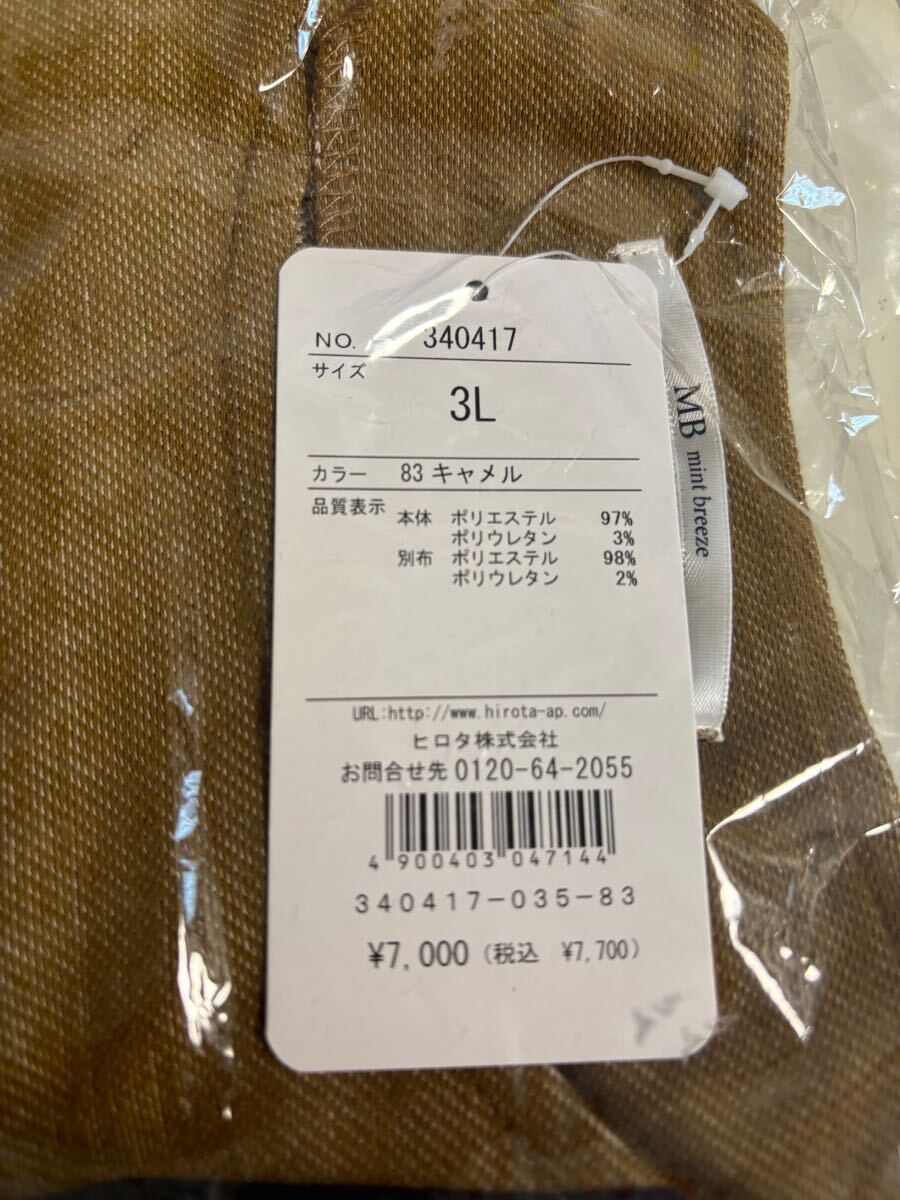 NO. 340417
サイズ
3L
カラー 83 キャメル
品質表示
本体 ポリエステル 97%
ポリウレタン 3%
別布 ポリエステル 98%
ポリウレタン 2%
URL:http://www.hirota-ap.com/
ヒロタ株式会社
お問合せ先 0120-64-2055
4 900403 047144
340417-035-83
¥7,000 (税込 ¥7,700)
MB mint breeze